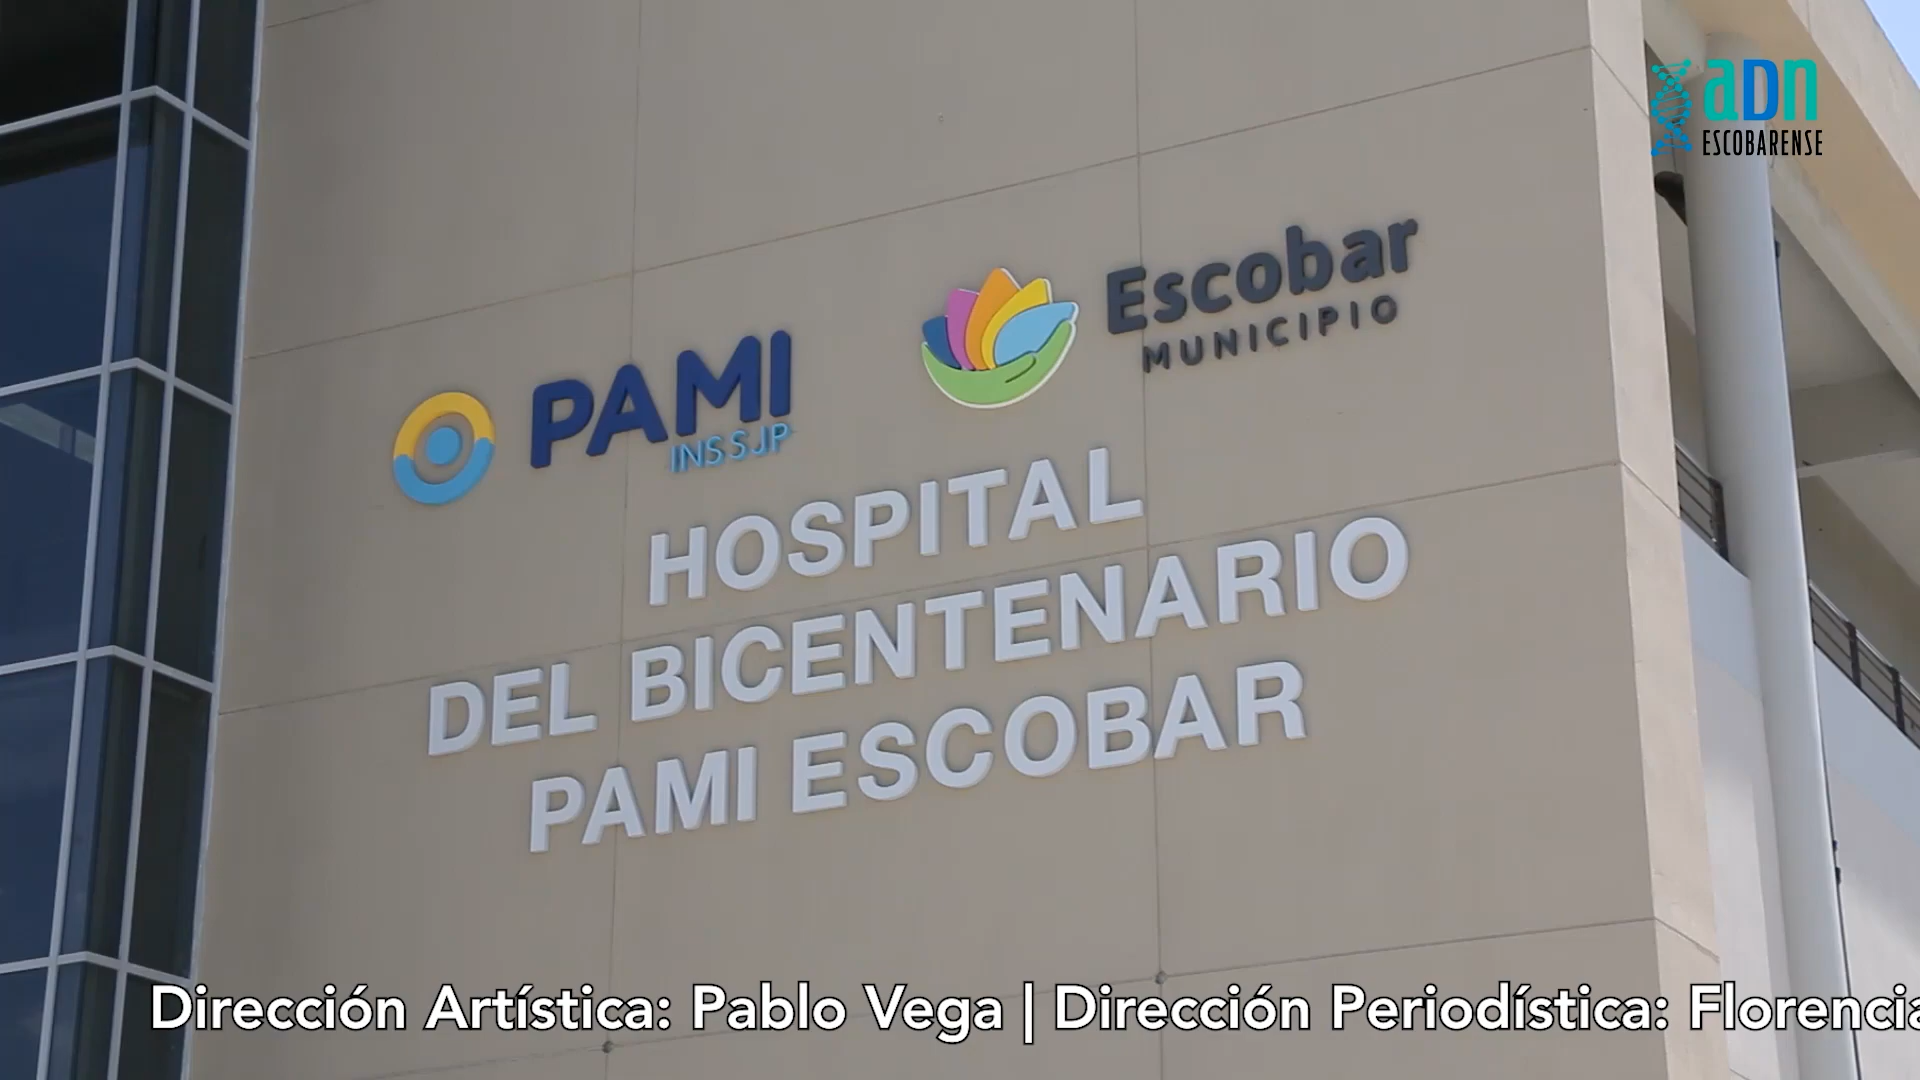 aDn
ESCOBARENSE
PAMI
INSSJP
Escobar
MUNICIPIO
HOSPITAL
DEL BICENTENARIO
PAMI ESCOBAR
Dirección Artística: Pablo Vega | Dirección Periodística: Florencia